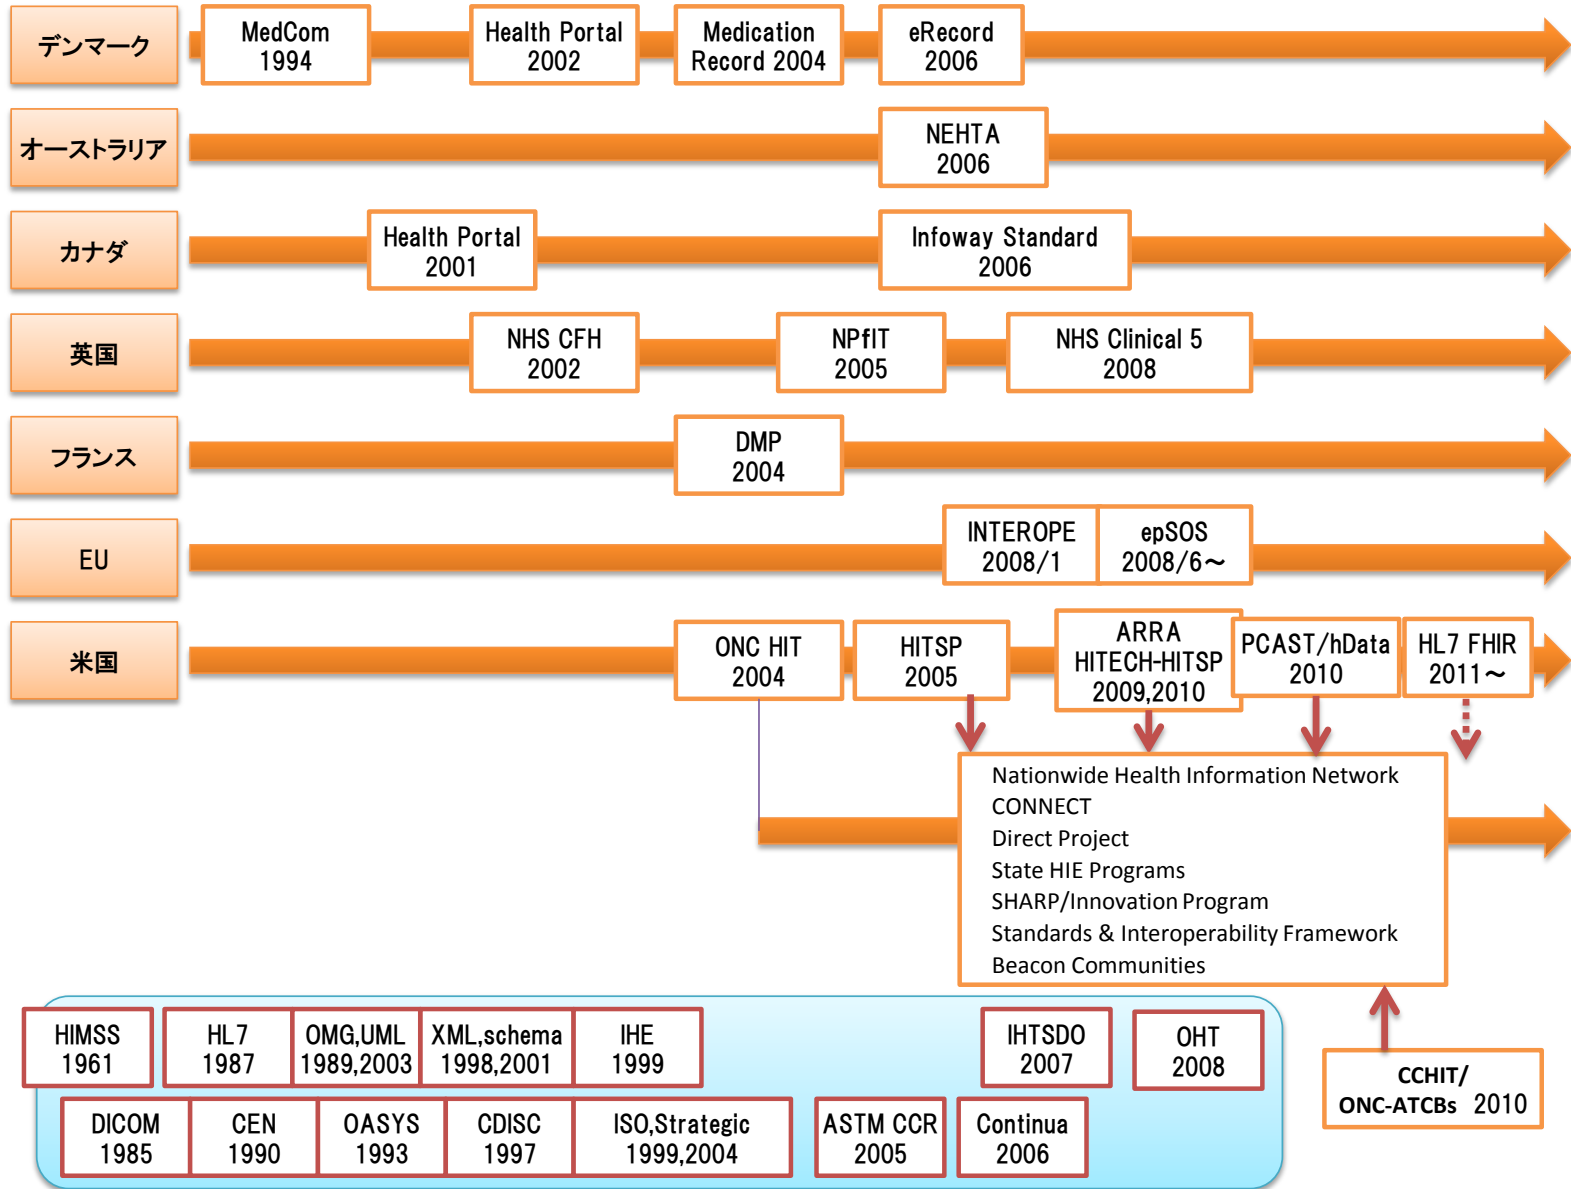 デンマーク
MedCom
1994
Health Portal
2002
Medication
Record 2004
eRecord
2006
オーストラリア
NEHTA
2006
カナダ
Health Portal
2001
Infoway Standard
2006
英国
NHS CFH
2002
NPfIT
2005
NHS Clinical 5
2008
フランス
DMP
2004
EU
INTEROPE
2008/1
epSOS
2008/6～
米国
ONC HIT
2004
HITSP
2005
ARRA
HITECH-HITSP
2009,2010
PCAST/hData
2010
HL7 FHIR
2011～
Nationwide Health Information Network
CONNECT
Direct Project
State HIE Programs
SHARP/Innovation Program
Standards & Interoperability Framework
Beacon Communities
HIMSS
1961
HL7
1987
OMG,UML
1989,2003
XML,schema
1998,2001
IHE
1999
IHTSDO
2007
OHT
2008
CCHIT/
ONC-ATCBs 2010
DICOM
1985
CEN
1990
OASYS
1993
CDISC
1997
ISO,Strategic
1999,2004
ASTM CCR
2005
Continua
2006